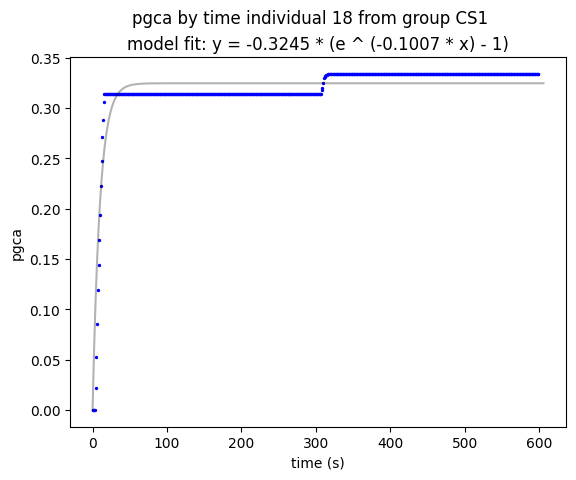 pgca by time individual 18 from group CS1
model fit: y = -0.3245 * (e ^ (-0.1007 * x) - 1)
0.35
0.30
0.25
0.20
0.15
0.10
0.05
0.00
pgca
0 100 200 300 400 500 600
time (s)